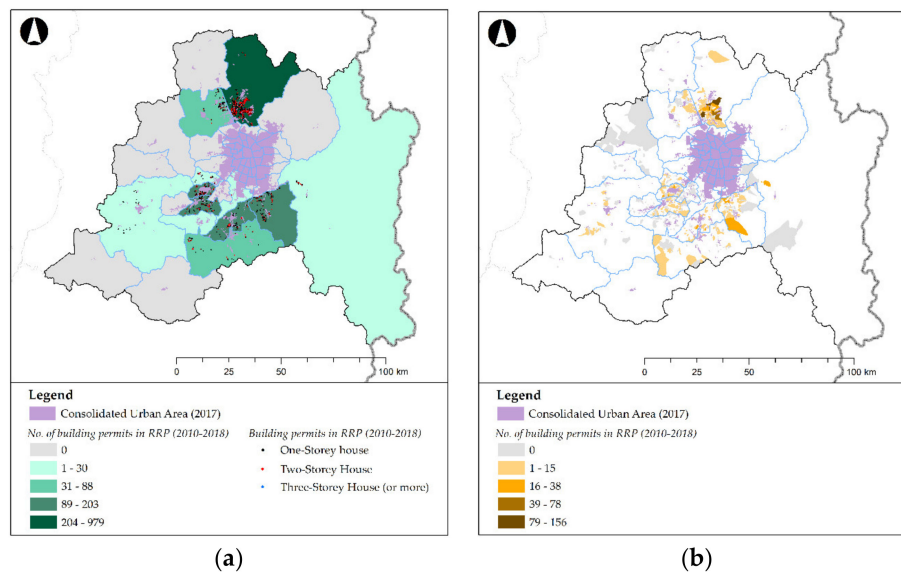 0 25 50 100 km
Legend
Consolidated Urban Area (2017)
No. of building permits in RRP (2010-2018)
0
1 - 30
31 - 88
89 - 203
204 - 979
Building permits in RRP (2010-2018)
One-Storey house
Two-Storey House
Three-Storey House (or more)
(a)
0 25 50 100 km
Legend
Consolidated Urban Area (2017)
No. of building permits in RRP (2010-2018)
0
1 - 15
16 - 38
39 - 78
79 - 156
(b)